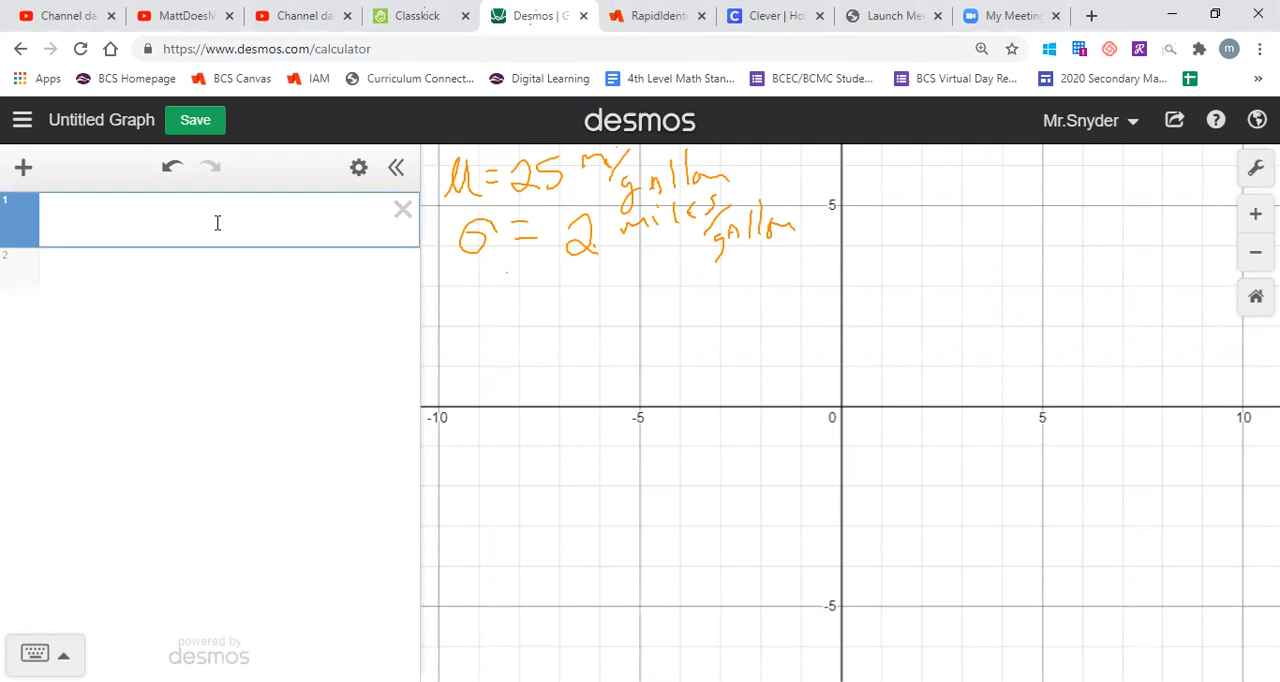 Channel da
MattDoesM
Channel da
Classkick
Desmos | G
RapidIdent
Clever | Ho
Launch Me
My Meetin
https://www.desmos.com/calculator
m
Apps BCS Homepage BCS Canvas IAM Curriculum Connect... Digital Learning 4th Level Math Stan... BCEC/BCMC Stude... BCS Virtual Day Re... 2020 Secondary Ma... »
Untitled Graph Save desmos Mr.Snyder
μ = 25 m/gallon
σ = 2 miles/gallon
1
2
5
-10 -5 0 5 10
-5
powered by
desmos